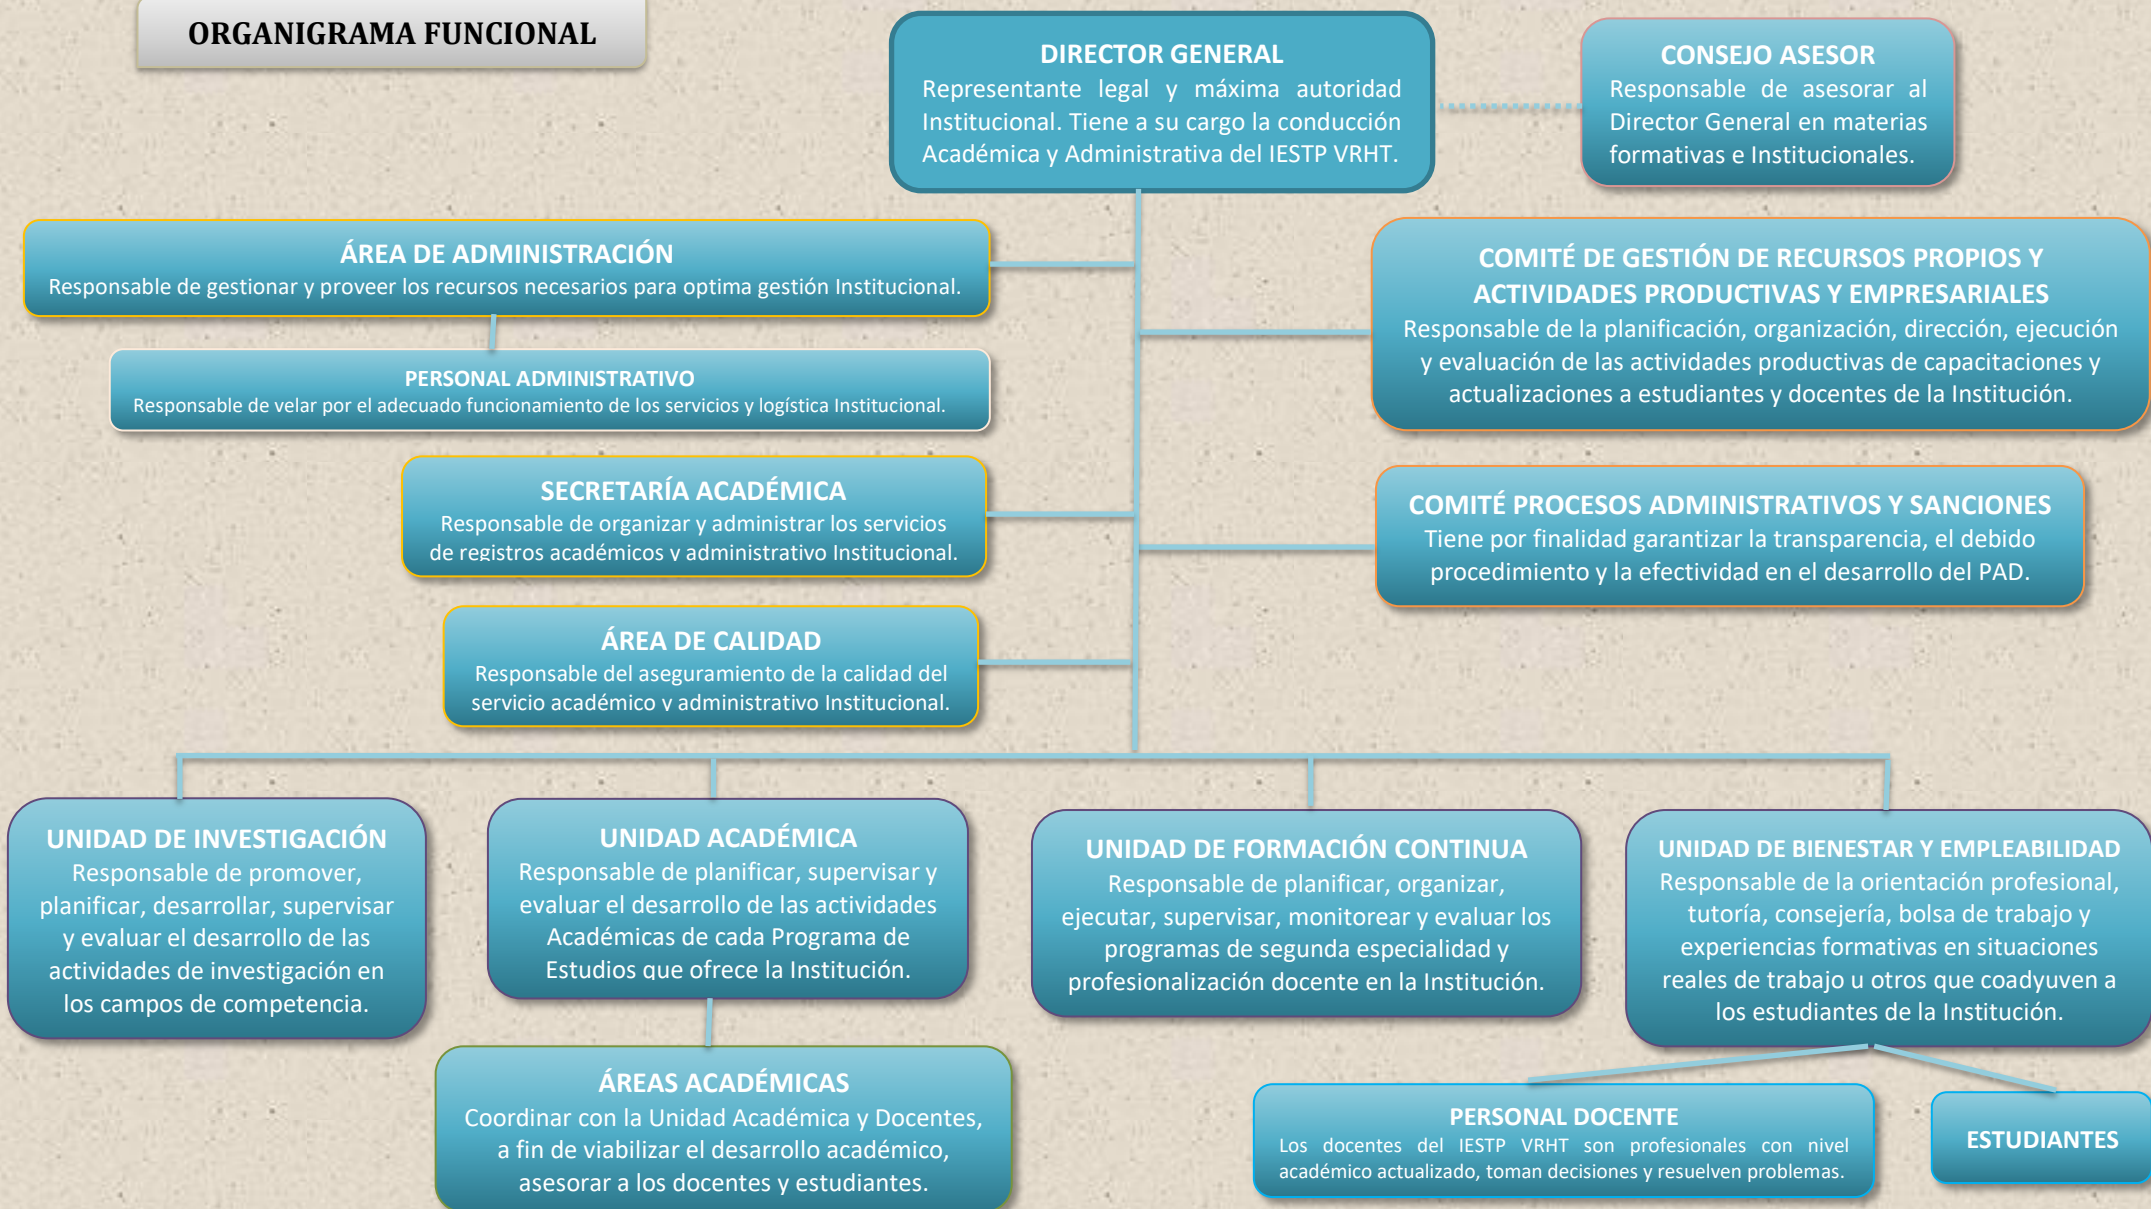 ORGANIGRAMA FUNCIONAL
DIRECTOR GENERAL
Representante legal y máxima autoridad
Institucional. Tiene a su cargo la conducción
Académica y Administrativa del IESTP VRHT.
CONSEJO ASESOR
Responsable de asesorar al
Director General en materias
formativas e Institucionales.
ÁREA DE ADMINISTRACIÓN
Responsable de gestionar y proveer los recursos necesarios para optima gestión Institucional.
PERSONAL ADMINISTRATIVO
Responsable de velar por el adecuado funcionamiento de los servicios y logística Institucional.
COMITÉ DE GESTIÓN DE RECURSOS PROPIOS Y
ACTIVIDADES PRODUCTIVAS Y EMPRESARIALES
Responsable de la planificación, organización, dirección, ejecución
y evaluación de las actividades productivas de capacitaciones y
actualizaciones a estudiantes y docentes de la Institución.
SECRETARÍA ACADÉMICA
Responsable de organizar y administrar los servicios
de registros académicos y administrativo Institucional.
COMITÉ PROCESOS ADMINISTRATIVOS Y SANCIONES
Tiene por finalidad garantizar la transparencia, el debido
procedimiento y la efectividad en el desarrollo del PAD.
ÁREA DE CALIDAD
Responsable del aseguramiento de la calidad del
servicio académico y administrativo Institucional.
UNIDAD DE INVESTIGACIÓN
Responsable de promover,
planificar, desarrollar, supervisar
y evaluar el desarrollo de las
actividades de investigación en
los campos de competencia.
UNIDAD ACADÉMICA
Responsable de planificar, supervisar y
evaluar el desarrollo de las actividades
Académicas de cada Programa de
Estudios que ofrece la Institución.
UNIDAD DE FORMACIÓN CONTINUA
Responsable de planificar, organizar,
ejecutar, supervisar, monitorear y evaluar los
programas de segunda especialidad y
profesionalización docente en la Institución.
UNIDAD DE BIENESTAR Y EMPLEABILIDAD
Responsable de la orientación profesional,
tutoría, consejería, bolsa de trabajo y
experiencias formativas en situaciones
reales de trabajo u otros que coadyuven a
los estudiantes de la Institución.
ÁREAS ACADÉMICAS
Coordinar con la Unidad Académica y Docentes,
a fin de viabilizar el desarrollo académico,
asesorar a los docentes y estudiantes.
PERSONAL DOCENTE
Los docentes del IESTP VRHT son profesionales con nivel
académico actualizado, toman decisiones y resuelven problemas.
ESTUDIANTES